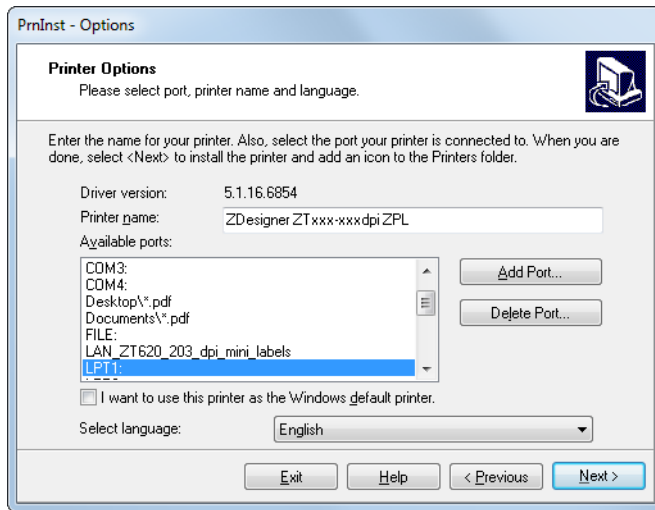 PrnInst - Options
Printer Options
Please select port, printer name and language.
Enter the name for your printer. Also, select the port your printer is connected to. When you are
done, select <Next> to install the printer and add an icon to the Printers folder.
Driver version: 5.1.16.6854
Printer name: ZDesigner ZTxxx-xxxdpi ZPL
Available ports:
COM3:
COM4:
Desktop\*.pdf
Documents\*.pdf
FILE:
LAN_ZT620_203_dpi_mini_labels
LPT1:
Add Port...
Delete Port...
I want to use this printer as the Windows default printer.
Select language: English
Exit Help < Previous Next >